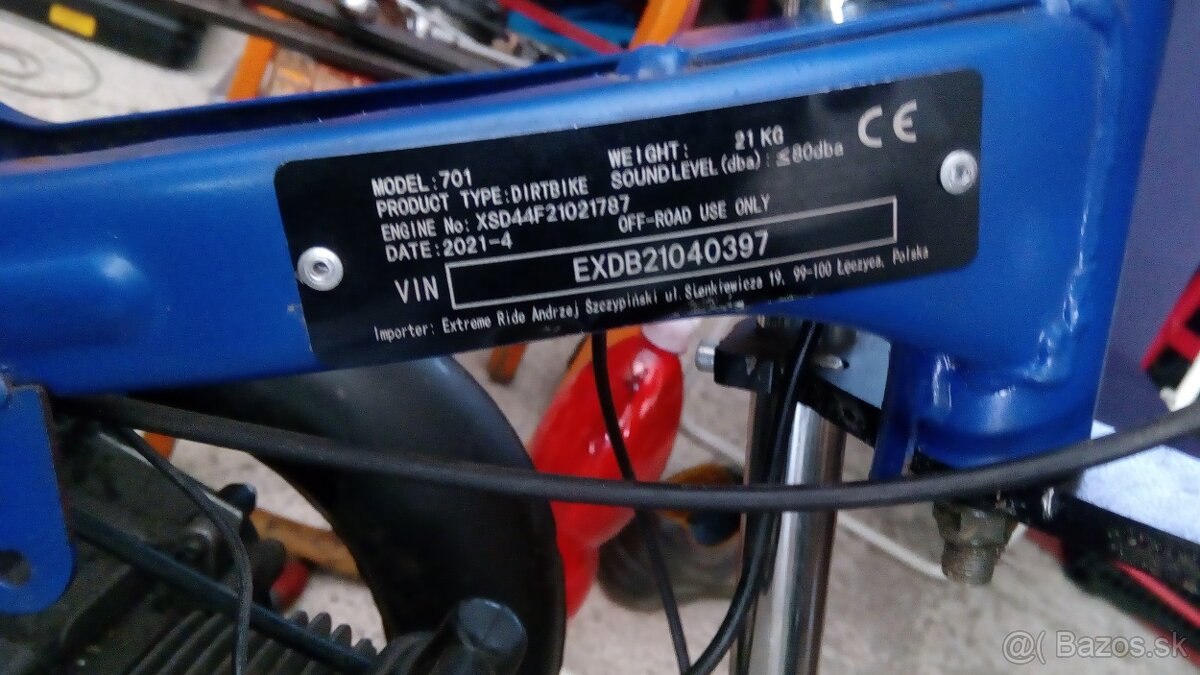 MODEL:701
PRODUCT TYPE:DIRTBIKE
ENGINE No: XSD44F21021787
DATE:2021-4
WEIGHT: 21 KG
SOUNDLEVEL(dba): ≤80dba
OFF-ROAD USE ONLY
CE
VIN EXDB21040397
Importer: Extreme Ride Andrzej Szczypiński ul. Sienkiewicza 19, 99-100 Łęczyca, Polska
@( Bazos.sk